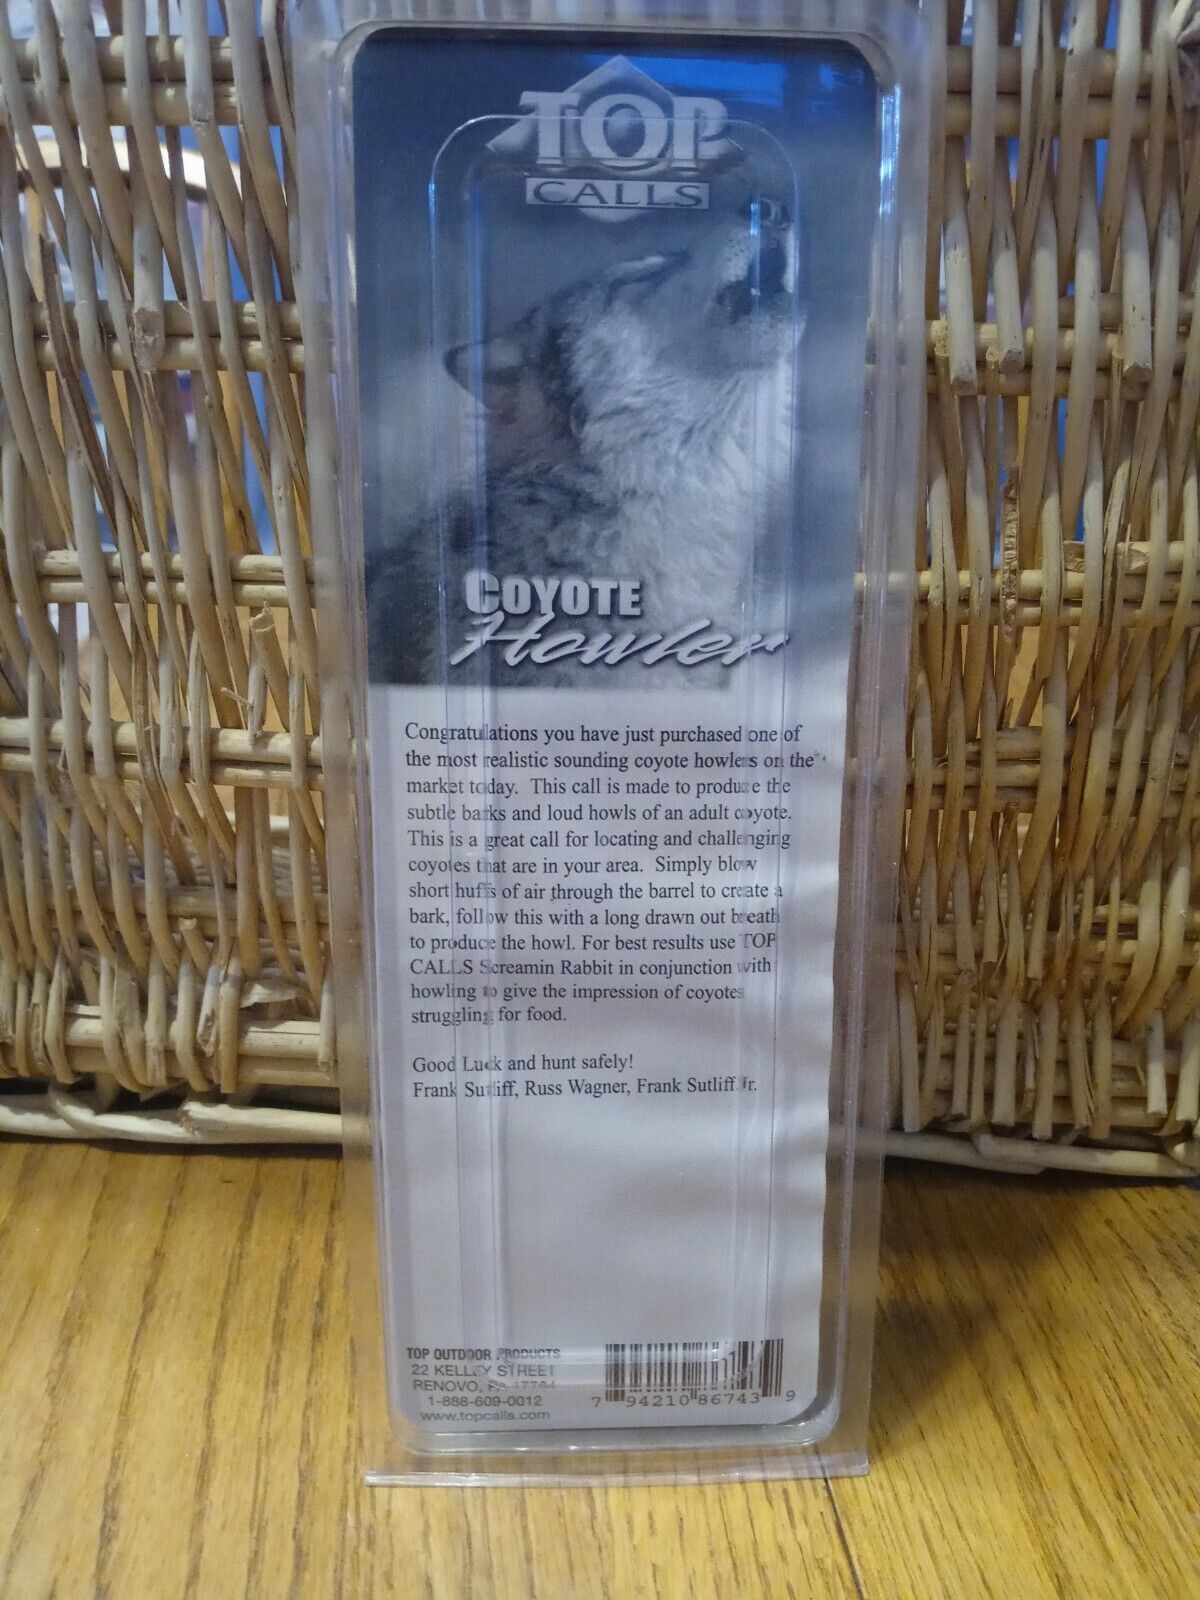 TOP
CALLS
COYOTE
Howler
Congratulations you have just purchased one of
the most realistic sounding coyote howlers on the
market today.  This call is made to produce the
subtle barks and loud howls of an adult coyote.
This is a great call for locating and challenging
coyotes that are in your area.  Simply blow
short huffs of air through the barrel to create a
bark, follow this with a long drawn out breath
to produce the howl. For best results use TOP
CALLS Screamin Rabbit in conjunction with
howling to give the impression of coyotes
struggling for food.
Good Luck and hunt safely!
Frank Sutliff, Russ Wagner, Frank Sutliff Jr.
TOP OUTDOOR PRODUCTS
22 KELLEY STREET
RENOVO, PA 17764
1-888-609-0012
www.topcalls.com
7 94210 86743 9